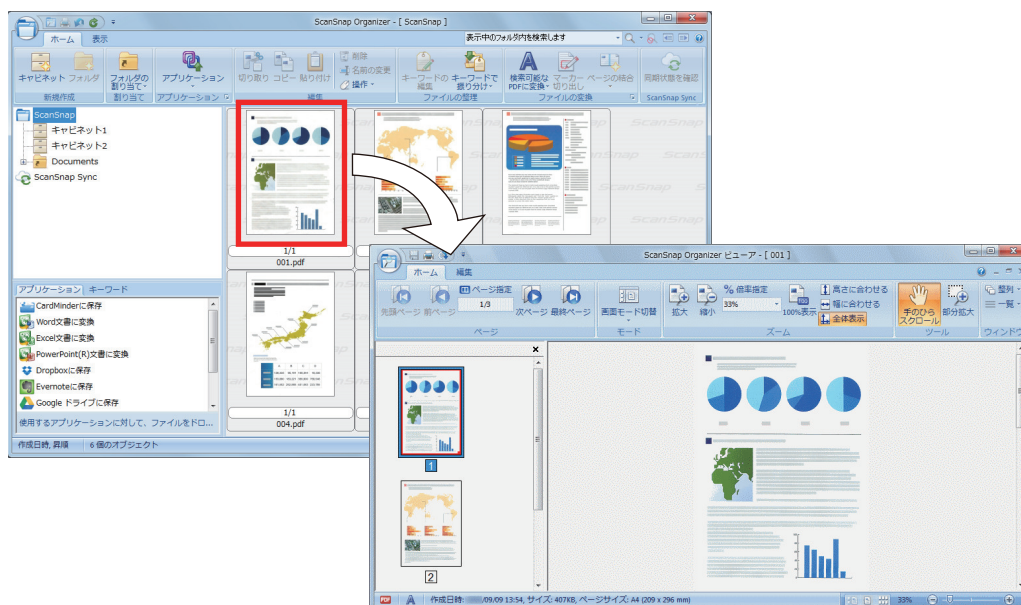 ScanSnap Organizer - [ ScanSnap ]
ホーム 表示
表示中のフォルダ内を検索します
キャビネット フォルダ
フォルダの割り当て
アプリケーション
切り取り コピー 貼り付け
削除
名前の変更
操作
キーワードの編集
キーワードで振り分け
検索可能なPDFに変換
マーカー切り出し
ページの結合
同期状態を確認
新規作成 割り当て アプリケーション 編集 ファイルの整理 ファイルの変換 ScanSnap Sync
ScanSnap
キャビネット1
キャビネット2
Documents
ScanSnap Sync
1/1
001.pdf
アプリケーション キーワード
CardMinderに保存
Word文書に変換
Excel文書に変換
PowerPoint(R)文書に変換
Dropboxに保存
Evernoteに保存
Google ドライブに保存
使用するアプリケーションに対して、ファイルをドロ...
1/1
004.pdf
作成日時, 昇順 6 個のオブジェクト
ScanSnap Organizer ビューア - [ 001 ]
ホーム 編集
先頭ページ 前ページ
ページ指定
1/3
次ページ 最終ページ
画面モード切替
拡大 縮小
% 倍率指定
33%
100%表示
高さに合わせる
幅に合わせる
全体表示
手のひらスクロール
部分拡大
整列
一覧
ページ モード ズーム ツール ウィンドウ
1
2
PDF
作成日時: /09/09 13:54, サイズ: 407KB, ページサイズ: A4 (209 x 296 mm)
33%